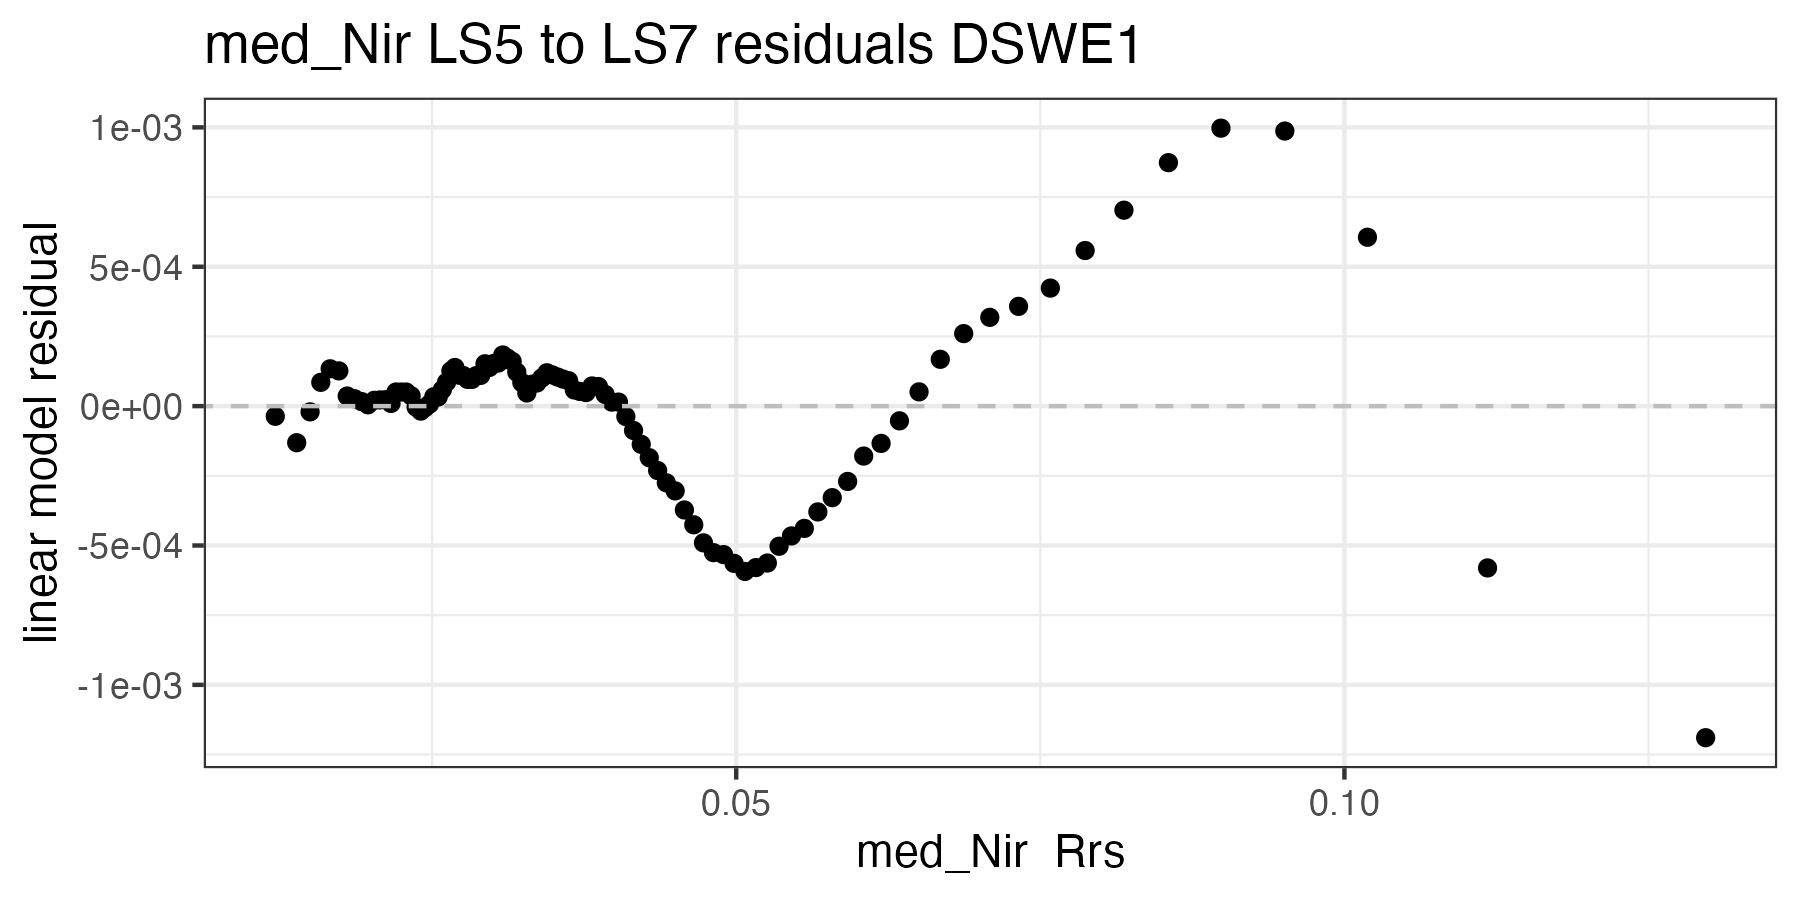 med_Nir LS5 to LS7 residuals DSWE1
linear model residual
1e-03
5e-04
0e+00
-5e-04
-1e-03
0.05
0.10
med_Nir  Rrs